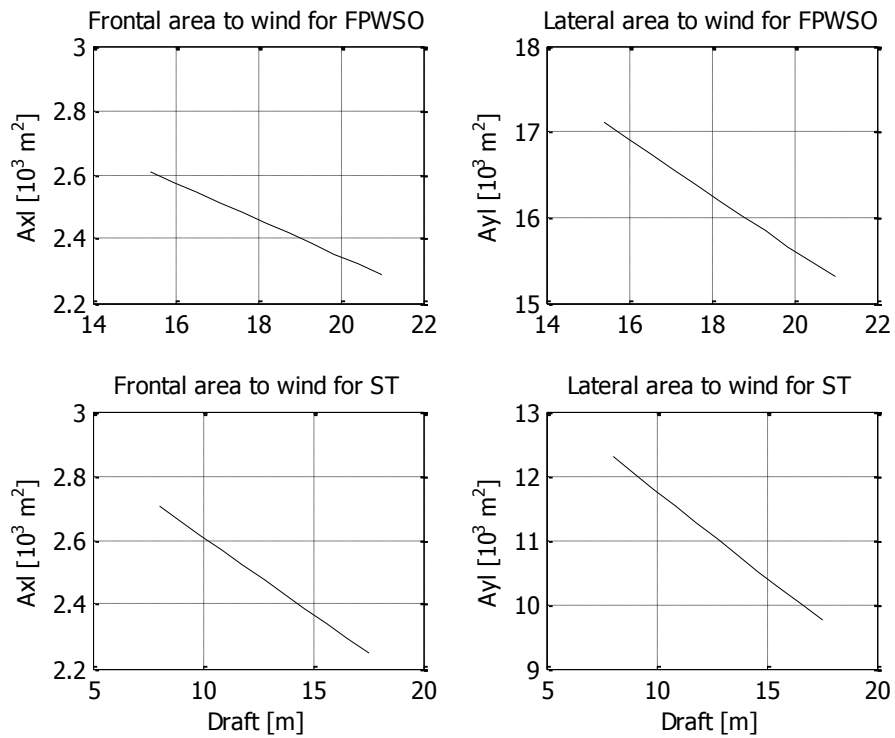 Frontal area to wind for FPWSO
3
2.8
2.6
2.4
2.2
Axl [10³ m²]
14 16 18 20 22
Lateral area to wind for FPWSO
18
17
16
15
Ayl [10³ m²]
14 16 18 20 22
Frontal area to wind for ST
3
2.8
2.6
2.4
2.2
Axl [10³ m²]
5 10 15 20
Draft [m]
Lateral area to wind for ST
13
12
11
10
9
Ayl [10³ m²]
5 10 15 20
Draft [m]